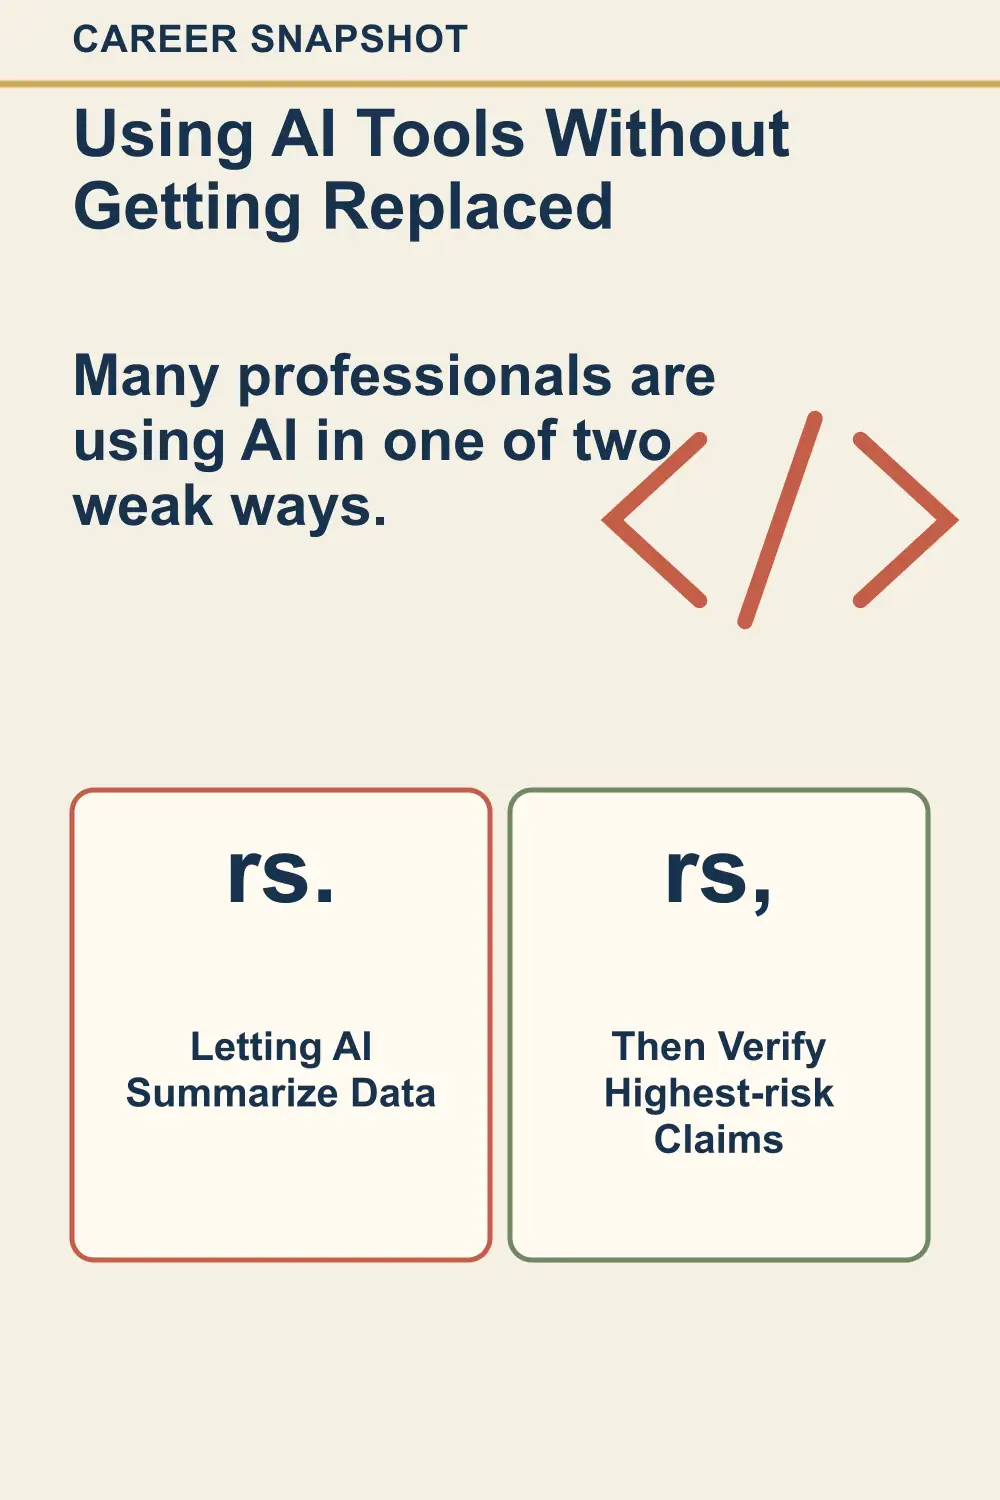 CAREER SNAPSHOT
Using AI Tools Without
Getting Replaced
Many professionals are
using AI in one of two
weak ways.
rs.
rs,
Letting AI
Summarize Data
Then Verify
Highest-risk
Claims